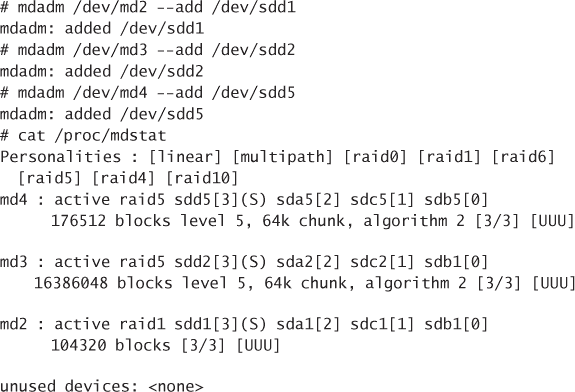 # mdadm /dev/md2 --add /dev/sdd1
mdadm: added /dev/sdd1
# mdadm /dev/md3 --add /dev/sdd2
mdadm: added /dev/sdd2
# mdadm /dev/md4 --add /dev/sdd5
mdadm: added /dev/sdd5
# cat /proc/mdstat
Personalities : [linear] [multipath] [raid0] [raid1] [raid6]
[raid5] [raid4] [raid10]
md4 : active raid5 sdd5[3](S) sda5[2] sdc5[1] sdb5[0]
176512 blocks level 5, 64k chunk, algorithm 2 [3/3] [UUU]
md3 : active raid5 sdd2[3](S) sda2[2] sdc2[1] sdb1[0]
16386048 blocks level 5, 64k chunk, algorithm 2 [3/3] [UUU]
md2 : active raid1 sdd1[3](S) sda1[2] sdc1[1] sdb1[0]
104320 blocks [3/3] [UUU]
unused devices: <none>